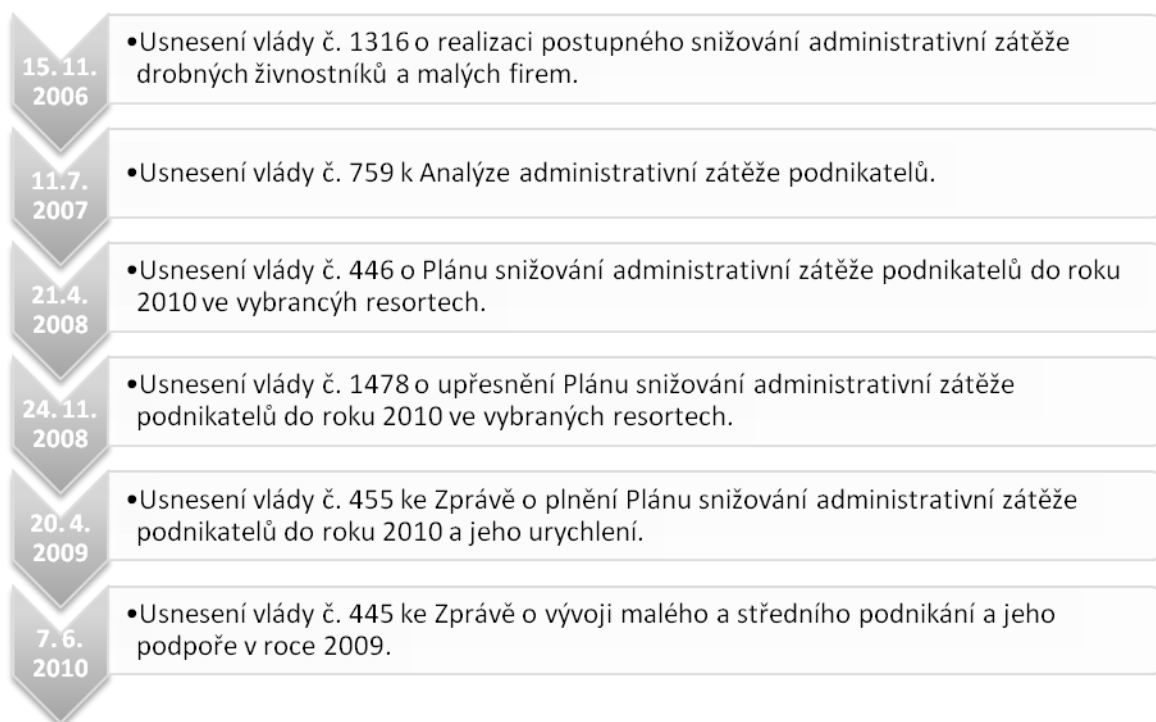 15. 11.
2006
•Usnesení vlády č. 1316 o realizaci postupného snižování administrativní zátěže
drobných živnostníků a malých firem.
11.7.
2007
•Usnesení vlády č. 759 k Analýze administrativní zátěže podnikatelů.
21.4.
2008
•Usnesení vlády č. 446 o Plánu snižování administrativní zátěže podnikatelů do roku
2010 ve vybrancýh resortech.
24. 11.
2008
•Usnesení vlády č. 1478 o upřesnění Plánu snižování administrativní zátěže
podnikatelů do roku 2010 ve vybraných resortech.
20. 4.
2009
•Usnesení vlády č. 455 ke Zprávě o plnění Plánu snižování administrativní zátěže
podnikatelů do roku 2010 a jeho urychlení.
7. 6.
2010
•Usnesení vlády č. 445 ke Zprávě o vývoji malého a středního podnikání a jeho
podpoře v roce 2009.